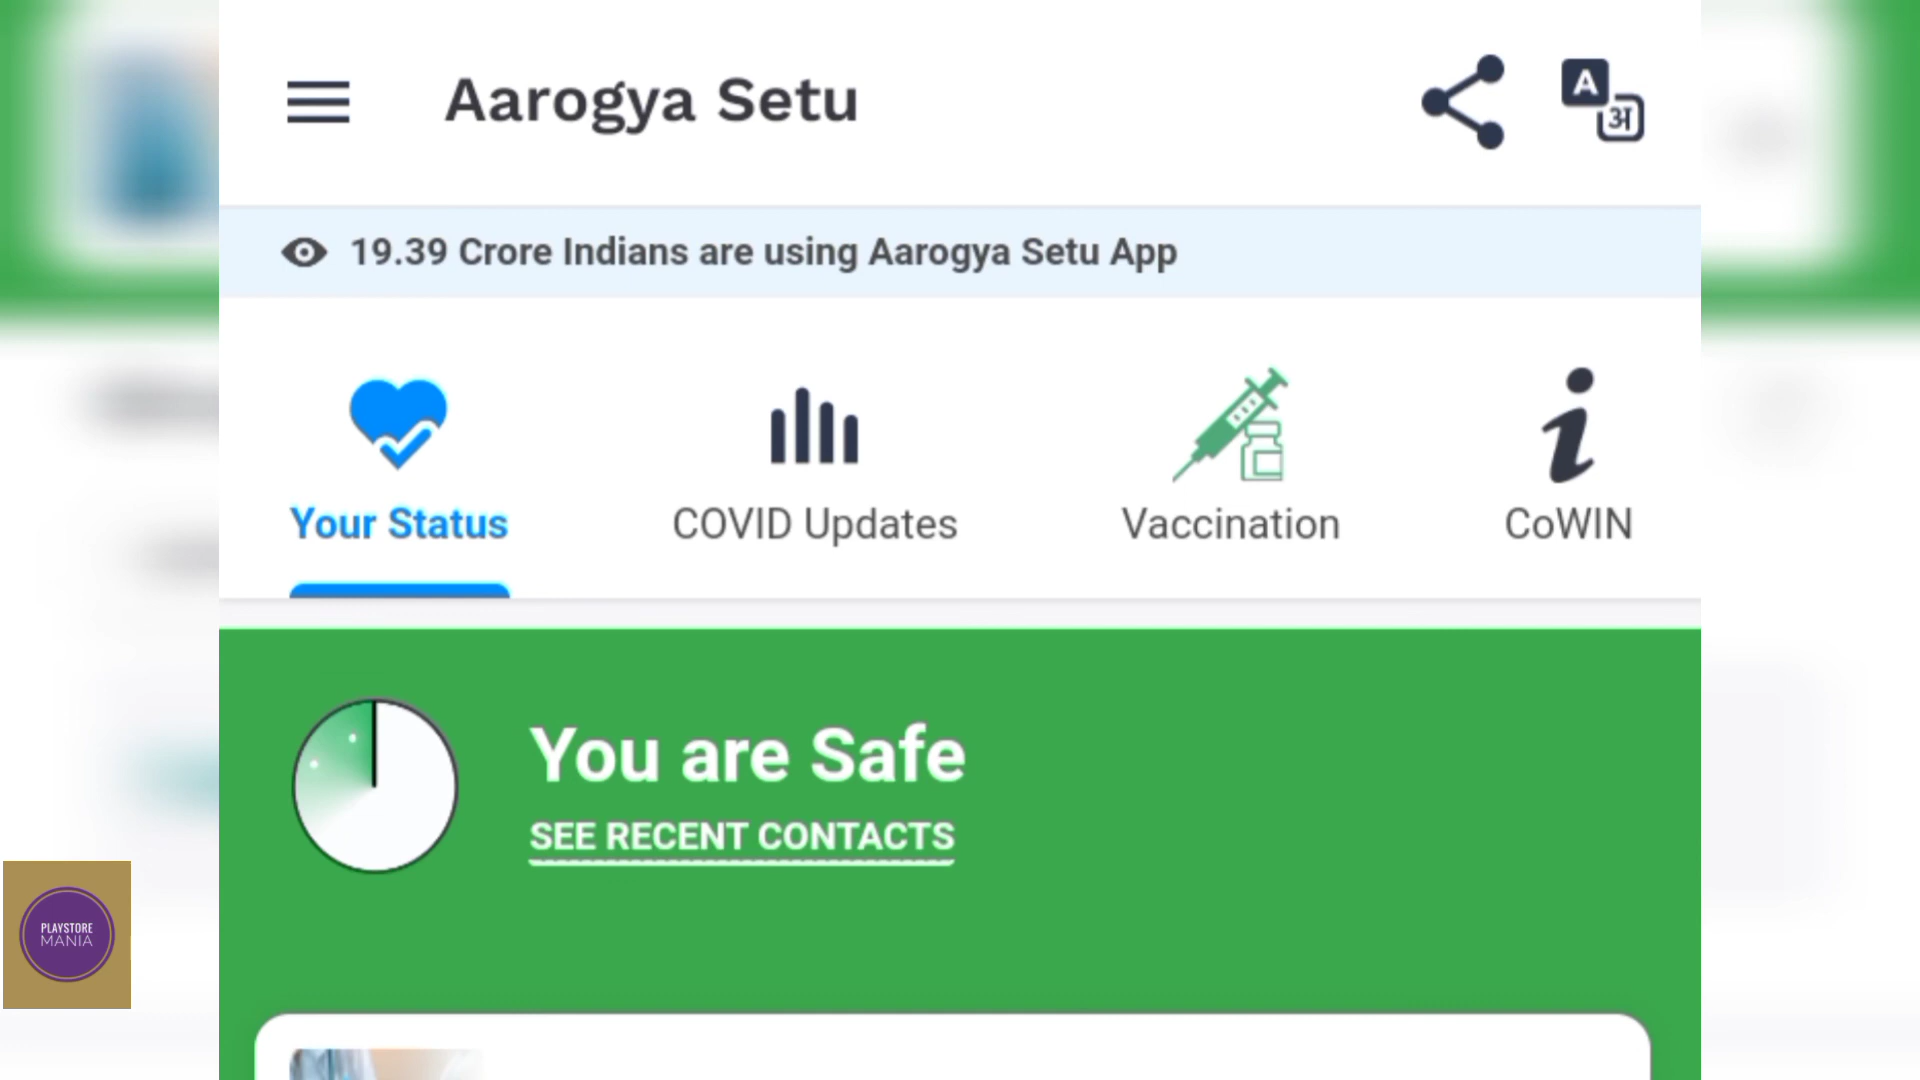 Aarogya Setu
A
अ
19.39 Crore Indians are using Aarogya Setu App
Your Status
COVID Updates
Vaccination
CoWIN
You are Safe
SEE RECENT CONTACTS
PLAYSTORE
MANIA